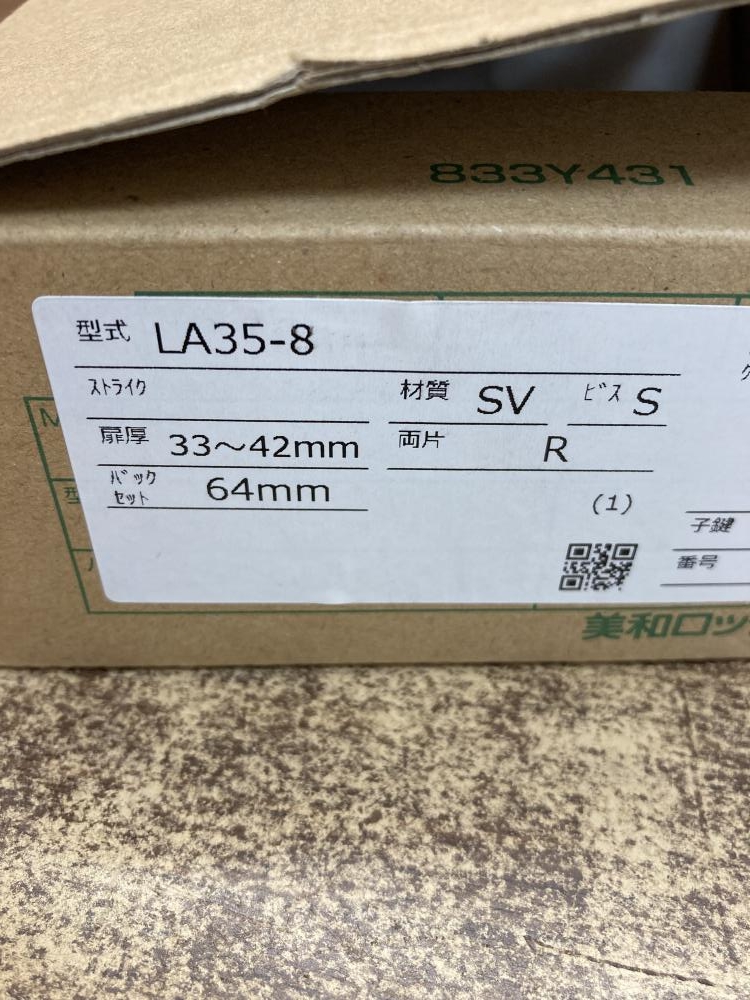 833Y431
型式 LA35-8
ｽﾄﾗｲｸ 材質 SV ﾋﾞｽ S
扉厚 33～42mm 両片 R
ﾊﾞｯｸ
ｾｯﾄ 64mm
(1)
子鍵
番号
美和ロッ